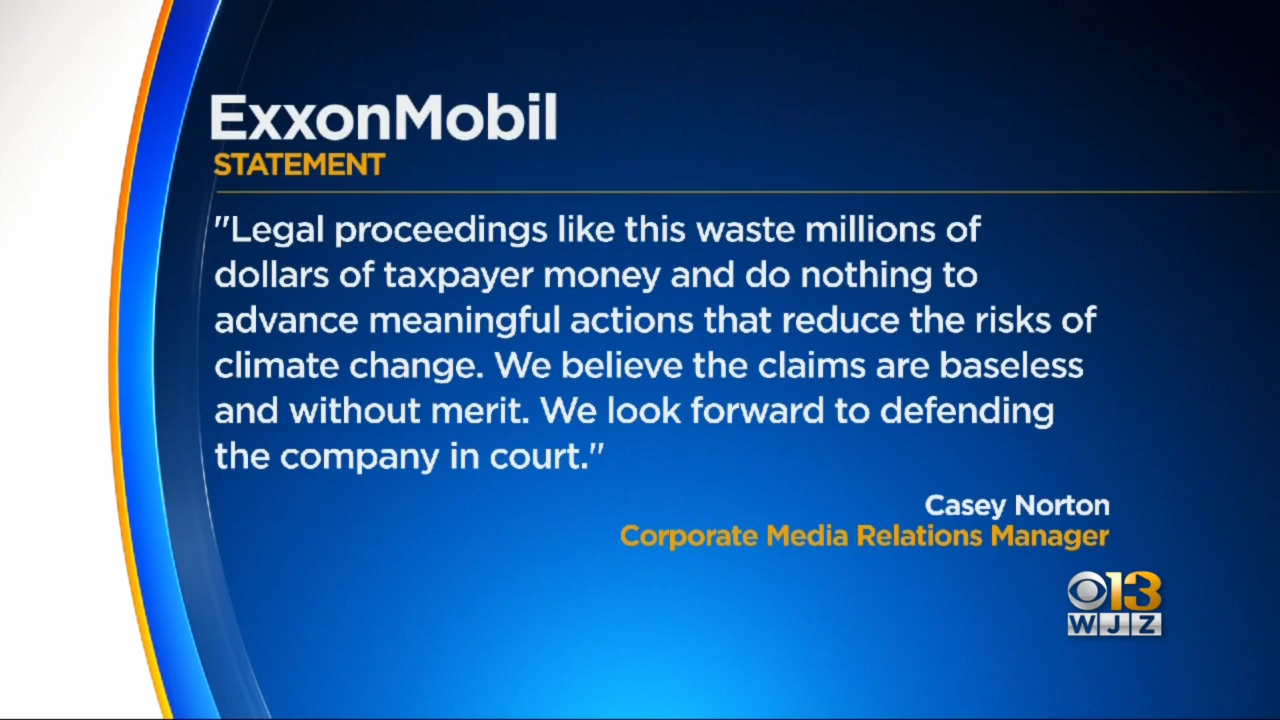 ExxonMobil
STATEMENT
"Legal proceedings like this waste millions of
dollars of taxpayer money and do nothing to
advance meaningful actions that reduce the risks of
climate change. We believe the claims are baseless
and without merit. We look forward to defending
the company in court."
Casey Norton
Corporate Media Relations Manager
13
WJZ